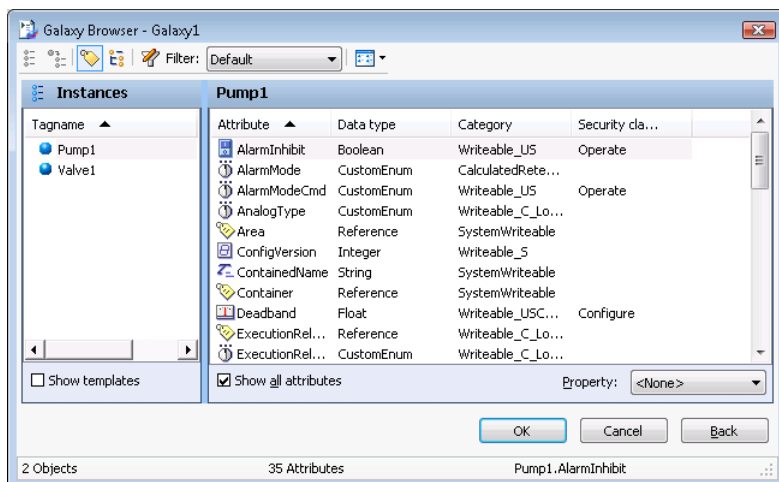 Galaxy Browser - Galaxy1
Filter: Default
Instances
Tagname
Pump1
Valve1
Show templates
Pump1
Attribute Data type Category Security cla...
AlarmInhibit Boolean Writeable_US Operate
AlarmMode CustomEnum CalculatedRete...
AlarmModeCmd CustomEnum Writeable_US Operate
AnalogType CustomEnum Writeable_C_Lo...
Area Reference SystemWriteable
ConfigVersion Integer Writeable_S
ContainedName String SystemWriteable
Container Reference SystemWriteable
Deadband Float Writeable_USC... Configure
ExecutionRel... Reference Writeable_C_Lo...
ExecutionRel... CustomEnum Writeable_C_Lo...
Show all attributes Property: <None>
OK Cancel Back
2 Objects 35 Attributes Pump1.AlarmInhibit